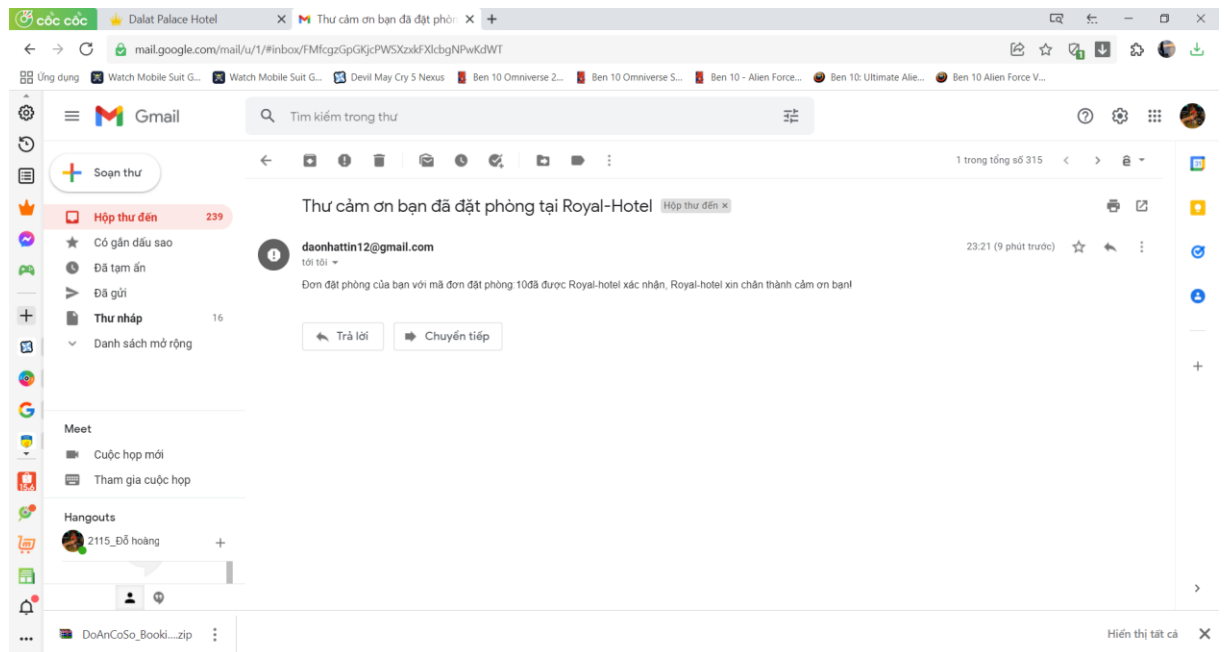 cốc cốc
Dalat Palace Hotel
Thư cảm ơn bạn đã đặt phòn
mail.google.com/mail/u/1/#inbox/FMfcgzGpGKjcPWSXzxkFXlcbgNPwKdWT
Ứng dụng
Watch Mobile Suit G...
Watch Mobile Suit G...
Devil May Cry 5 Nexus
Ben 10 Omniverse 2...
Ben 10 Omniverse S...
Ben 10 - Alien Force...
Ben 10: Ultimate Alie...
Ben 10 Alien Force V...
Gmail
Tìm kiếm trong thư
Soạn thư
1 trong tổng số 315
Hộp thư đến 239
Có gắn dấu sao
Đã tạm ẩn
Đã gửi
Thư nháp 16
Danh sách mở rộng
Thư cảm ơn bạn đã đặt phòng tại Royal-Hotel
Hộp thư đến ×
daonhattin12@gmail.com
23:21 (9 phút trước)
tới tôi
Đơn đặt phòng của bạn với mã đơn đặt phòng:10đã được Royal-hotel xác nhận, Royal-hotel xin chân thành cảm ơn bạn!
Trả lời
Chuyển tiếp
Meet
Cuộc họp mới
Tham gia cuộc họp
Hangouts
2115_Đỗ hoàng
DoAnCoSo_Booki....zip
Hiển thị tất cả
31
15.6